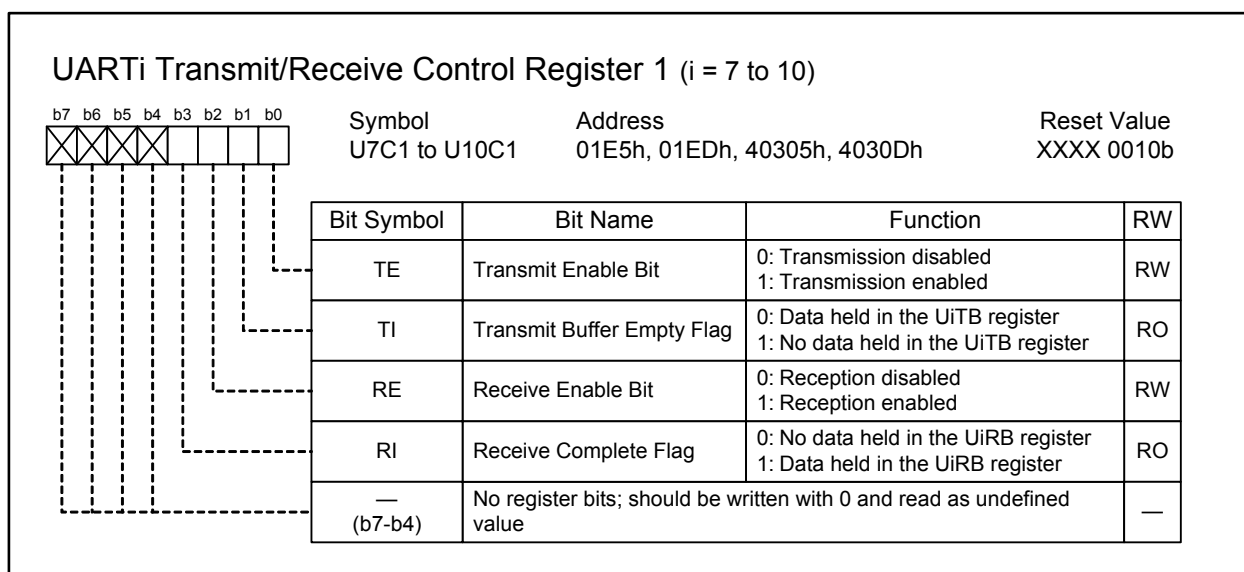 UARTi Transmit/Receive Control Register 1 (i = 7 to 10)
b7 b6 b5 b4 b3 b2 b1 b0
Symbol Address Reset Value
U7C1 to U10C1 01E5h, 01EDh, 40305h, 4030Dh XXXX 0010b
Bit Symbol Bit Name Function RW
TE Transmit Enable Bit 0: Transmission disabled
1: Transmission enabled RW
TI Transmit Buffer Empty Flag 0: Data held in the UiTB register
1: No data held in the UiTB register RO
RE Receive Enable Bit 0: Reception disabled
1: Reception enabled RW
RI Receive Complete Flag 0: No data held in the UiRB register
1: Data held in the UiRB register RO
—
(b7-b4) No register bits; should be written with 0 and read as undefined
value —